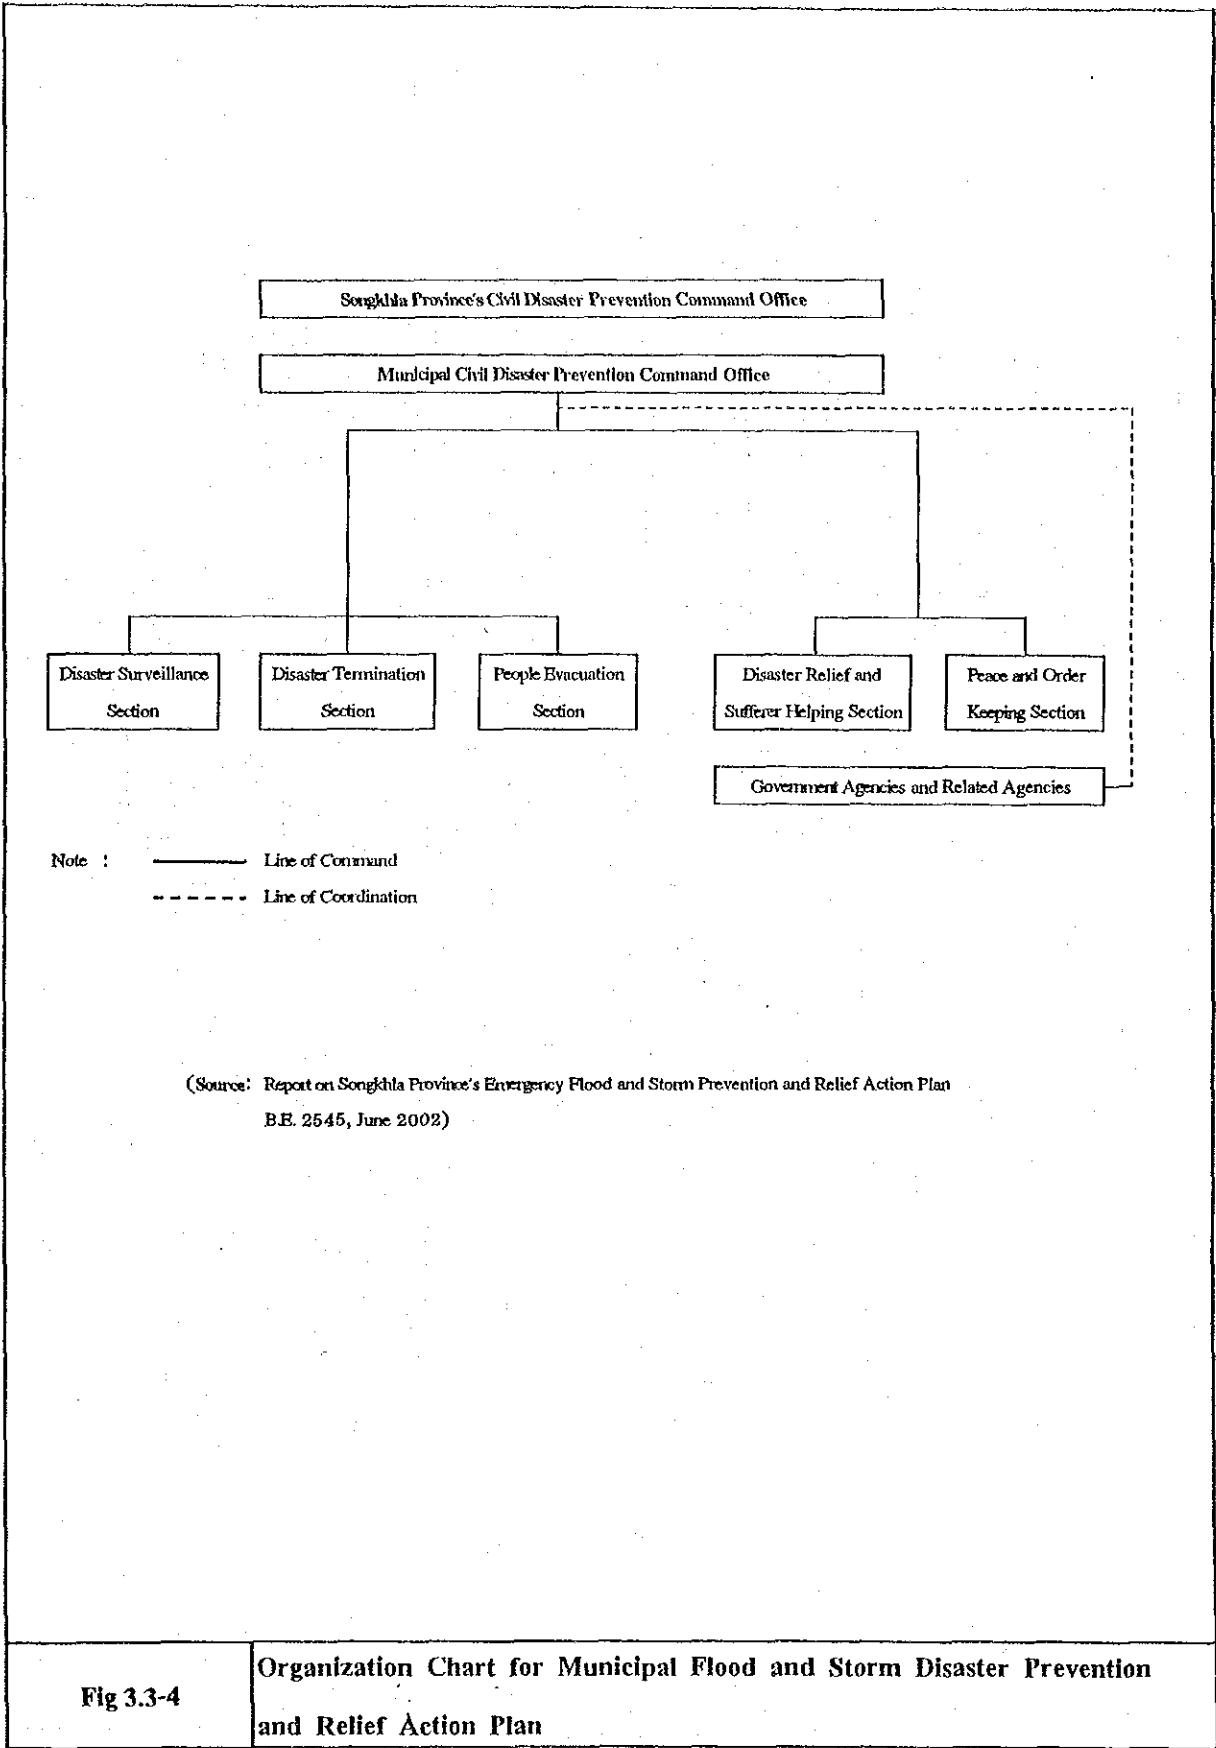 Songkhla Province's Civil Disaster Prevention Command Office
Municipal Civil Disaster Prevention Command Office
Disaster Surveillance
Section
Disaster Termination
Section
People Evacuation
Section
Disaster Relief and
Sufferer Helping Section
Peace and Order
Keeping Section
Government Agencies and Related Agencies
Note :
Line of Command
Line of Coordination
(Source: Report on Songkhla Province's Emergency Flood and Storm Prevention and Relief Action Plan
B.E. 2545, June 2002)
Fig 3.3-4
Organization Chart for Municipal Flood and Storm Disaster Prevention
and Relief Action Plan